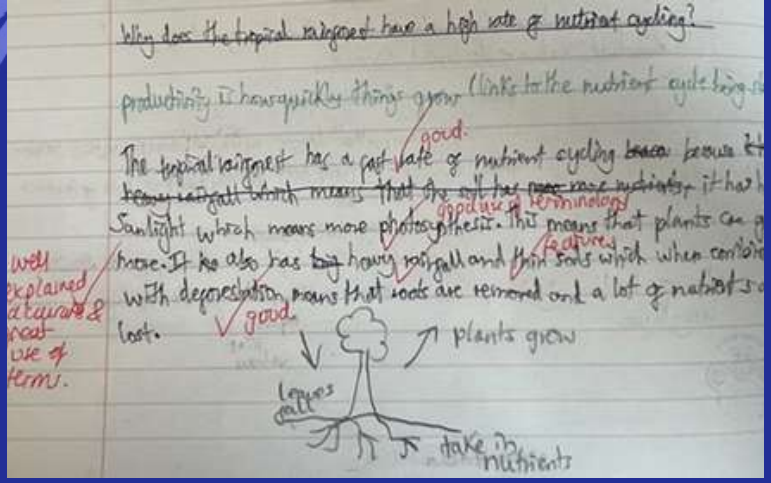 Why does the tropical rainforest have a high rate of nutrient cycling?
productivity is how quickly things grow (links to the nutrient cycle being
good.
The tropical rainforest has a fast rate of nutrient cycling because
heavy rainfall which means that the soil has more nutrients, it has
good use of terminology
Sunlight which means more photosynthesis. This means that plants can
features
more. It also has heavy rainfall and thin soils which when combined
with deforestation, means that roots are removed and a lot of nutrients
lost.
good.
well
explained
accurate &
neat
use of
term.
plants grow
leaves
fall
take in
nutrients